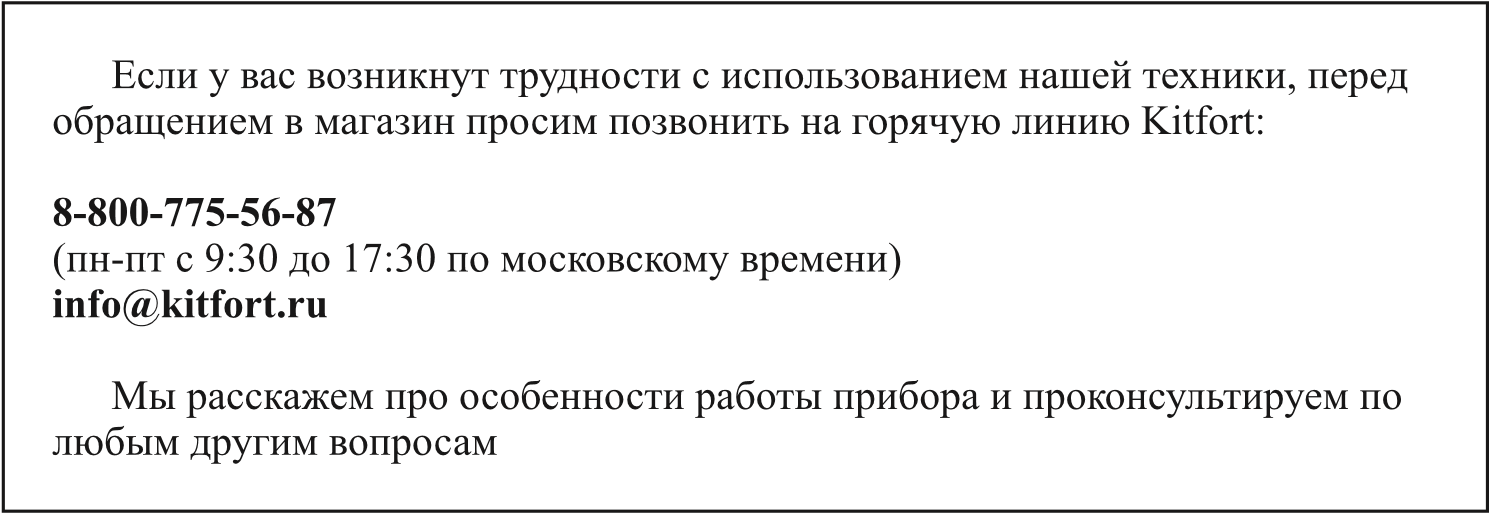 Если у вас возникнут трудности с использованием нашей техники, перед
обращением в магазин просим позвонить на горячую линию Kitfort:
8-800-775-56-87
(пн-пт с 9:30 до 17:30 по московскому времени)
info@kitfort.ru
Мы расскажем про особенности работы прибора и проконсультируем по
любым другим вопросам